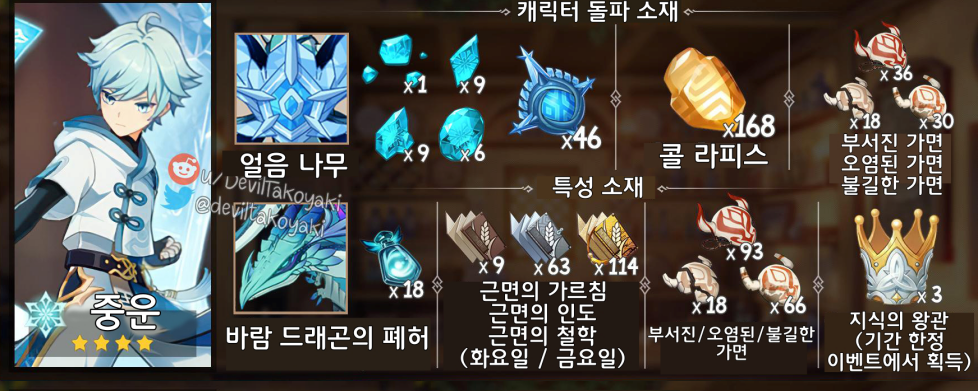 캐릭터 돌파 소재
x1
x9
x9
x6
x46
x168
x36
x18
x30
얼음 나무
콜 라피스
부서진 가면
오염된 가면
불길한 가면
u/DevilTakoyaki
@deviltakoyaki
특성 소재
x18
x9
x63
x114
x93
x18
x66
x3
바람 드래곤의 폐허
근면의 가르침
근면의 인도
근면의 철학
(화요일 / 금요일)
부서진/오염된/불길한
가면
지식의 왕관
(기간 한정
이벤트에서 획득)
중운